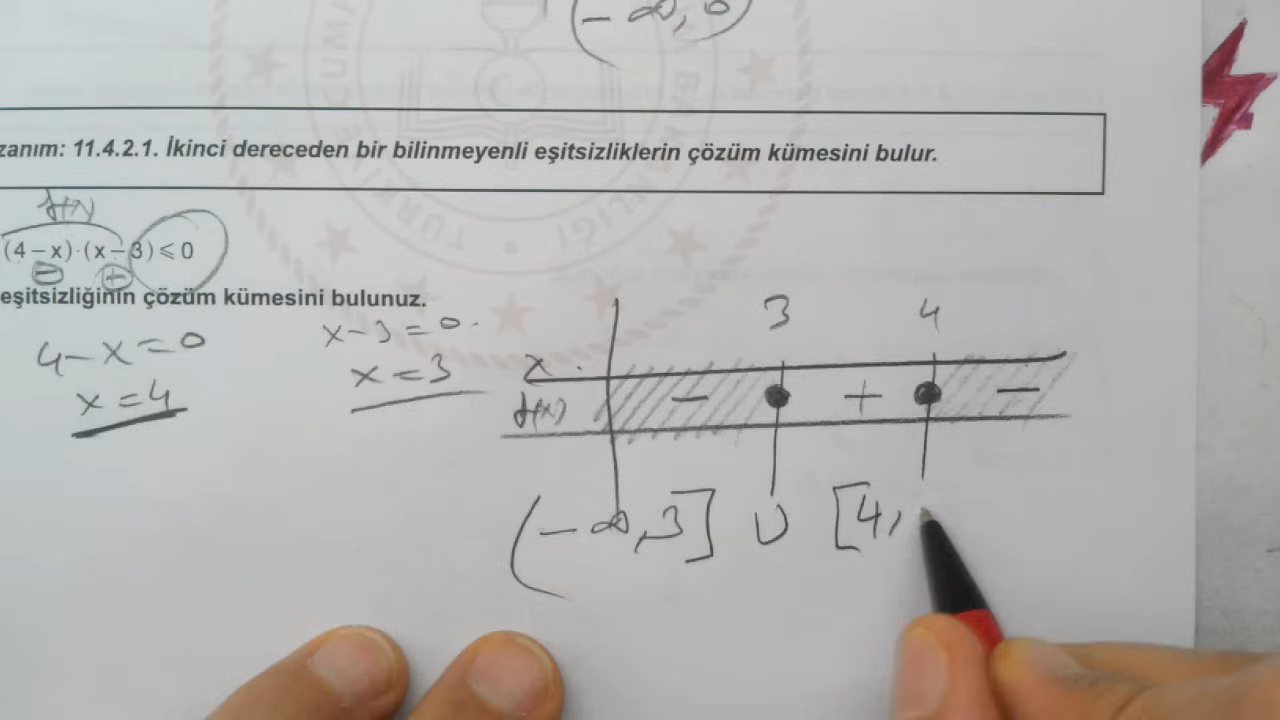 (-∞, 6)
zanım: 11.4.2.1. İkinci dereceden bir bilinmeyenli eşitsizliklerin çözüm kümesini bulur.
f(x)
(4-x)·(x-3)≤0
- +
eşitsizliğinin çözüm kümesini bulunuz.
4-x=0
x=4
x-3=0.
x=3
3 4
x
f(x) - + -
(-∞,3] ∪ [4,